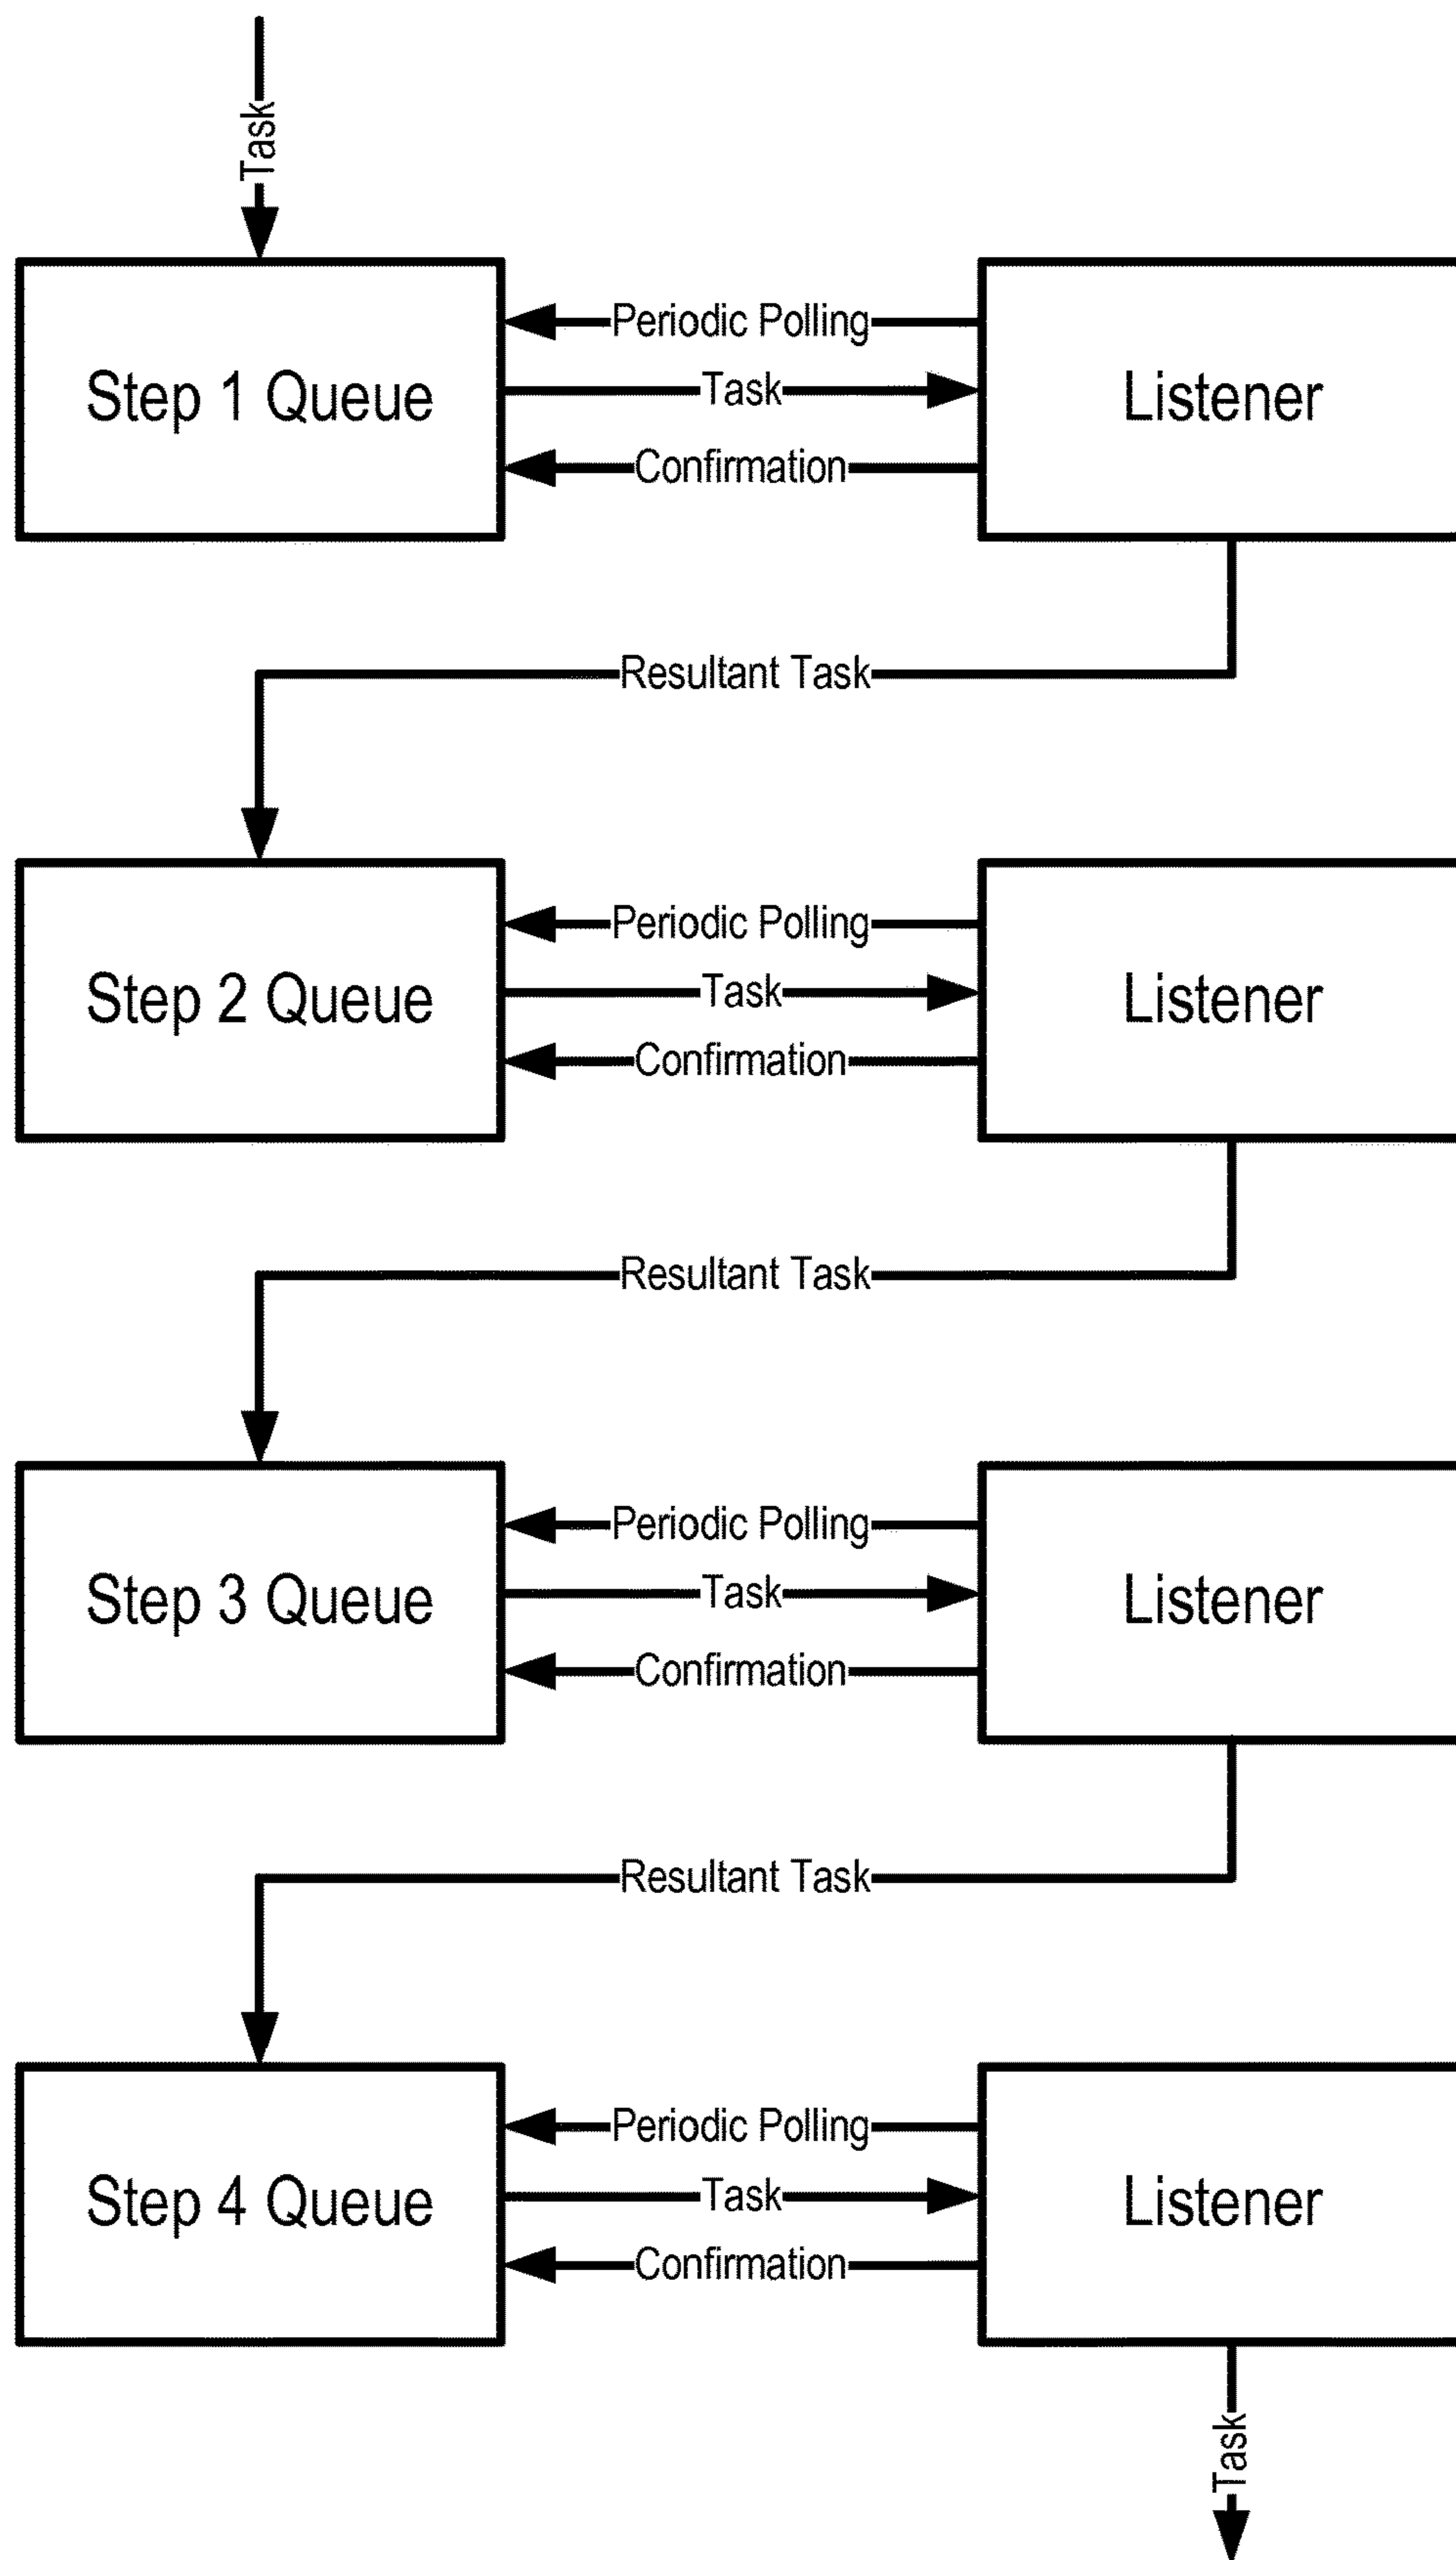 Task
Periodic Polling
Step 1 Queue
Task
Listener
Confirmation
Resultant Task
Periodic Polling
Step 2 Queue
Task
Listener
Confirmation
Resultant Task
Periodic Polling
Step 3 Queue
Task
Listener
Confirmation
Resultant Task
Periodic Polling
Step 4 Queue
Task
Listener
Confirmation
Task